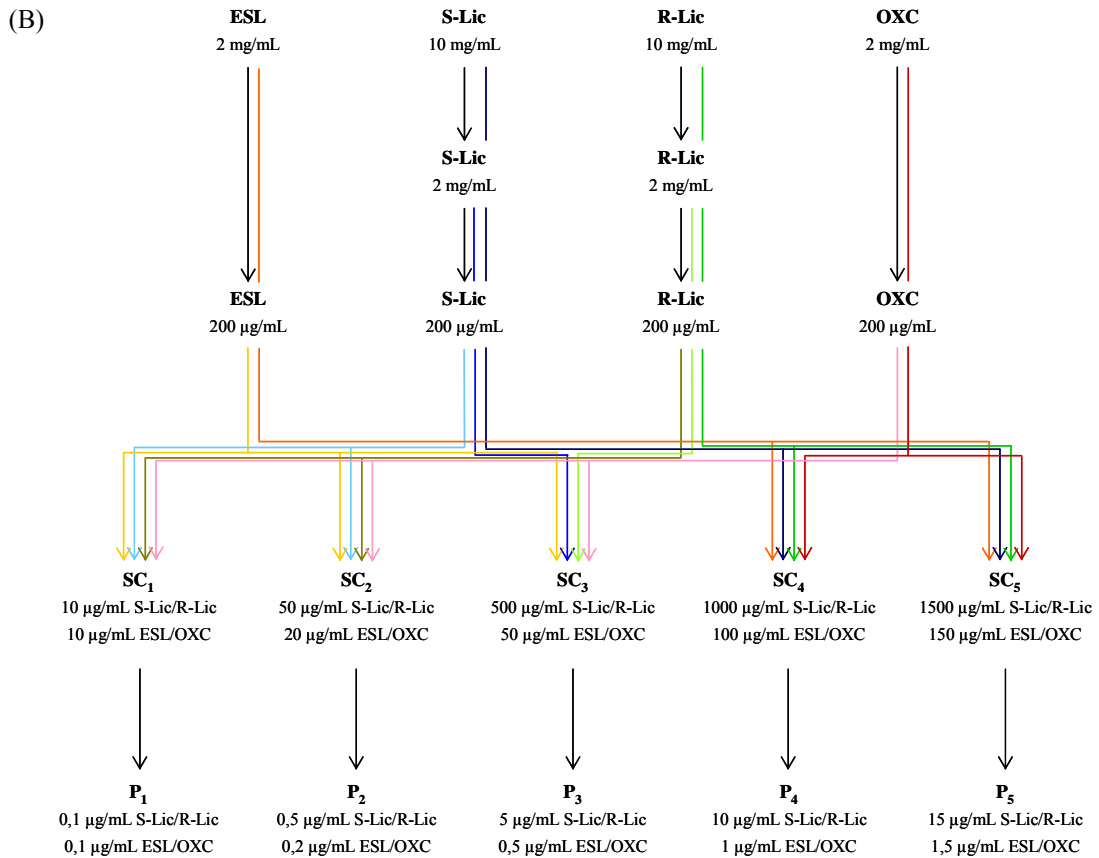 (B)
ESL S-Lic R-Lic OXC
2 mg/mL 10 mg/mL 10 mg/mL 2 mg/mL
S-Lic R-Lic
2 mg/mL 2 mg/mL
ESL S-Lic R-Lic OXC
200 µg/mL 200 µg/mL 200 µg/mL 200 µg/mL
SC₁ SC₂ SC₃ SC₄ SC₅
10 µg/mL S-Lic/R-Lic 50 µg/mL S-Lic/R-Lic 500 µg/mL S-Lic/R-Lic 1000 µg/mL S-Lic/R-Lic 1500 µg/mL S-Lic/R-Lic
10 µg/mL ESL/OXC 20 µg/mL ESL/OXC 50 µg/mL ESL/OXC 100 µg/mL ESL/OXC 150 µg/mL ESL/OXC
P₁ P₂ P₃ P₄ P₅
0,1 µg/mL S-Lic/R-Lic 0,5 µg/mL S-Lic/R-Lic 5 µg/mL S-Lic/R-Lic 10 µg/mL S-Lic/R-Lic 15 µg/mL S-Lic/R-Lic
0,1 µg/mL ESL/OXC 0,2 µg/mL ESL/OXC 0,5 µg/mL ESL/OXC 1 µg/mL ESL/OXC 1,5 µg/mL ESL/OXC